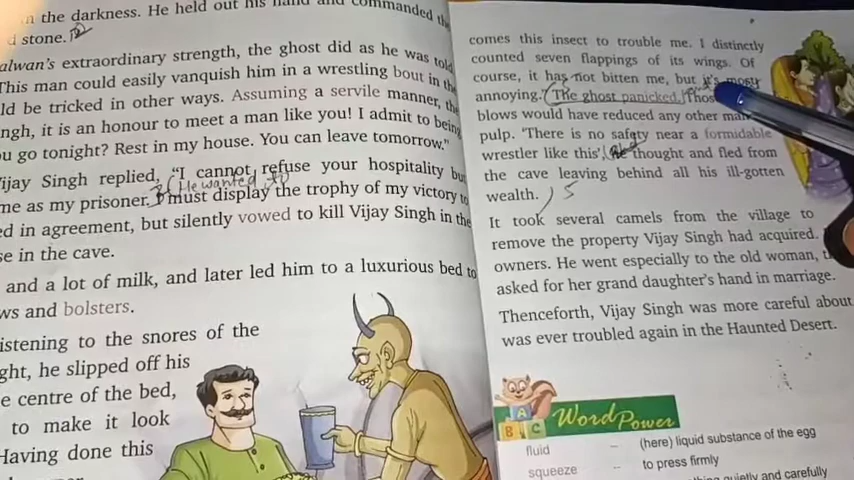 n the darkness. He held out his hand and commanded the
d stone.
alwan's extraordinary strength, the ghost did as he was told
This man could easily vanquish him in a wrestling bout in the
ld be tricked in other ways. Assuming a servile manner, the
ngh, it is an honour to meet a man like you! I admit to being
u go tonight? Rest in my house. You can leave tomorrow."
Vijay Singh replied, "I cannot refuse your hospitality bu
He wanted to
me as my prisoner. I must display the trophy of my victory to
ed in agreement, but silently vowed to kill Vijay Singh in the
se in the cave.
and a lot of milk, and later led him to a luxurious bed to
ws and bolsters.
istening to the snores of the
ght, he slipped off his
e centre of the bed,
to make it look
Having done this
comes this insect to trouble me. I distinctly
counted seven flappings of its wings. Of
course, it has not bitten me, but it's most
annoying.' The ghost panicked. Thos
blows would have reduced any other man
pulp. 'There is no safety near a formidable
wrestler like this', he thought and fled from
the cave leaving behind all his ill-gotten
wealth. 5
It took several camels from the village to
remove the property Vijay Singh had acquired.
owners. He went especially to the old woman,
asked for her grand daughter's hand in marriage.
Thenceforth, Vijay Singh was more careful about
was ever troubled again in the Haunted Desert.
A B C Word Power
fluid – (here) liquid substance of the egg
squeeze – to press firmly
thing quietly and carefully